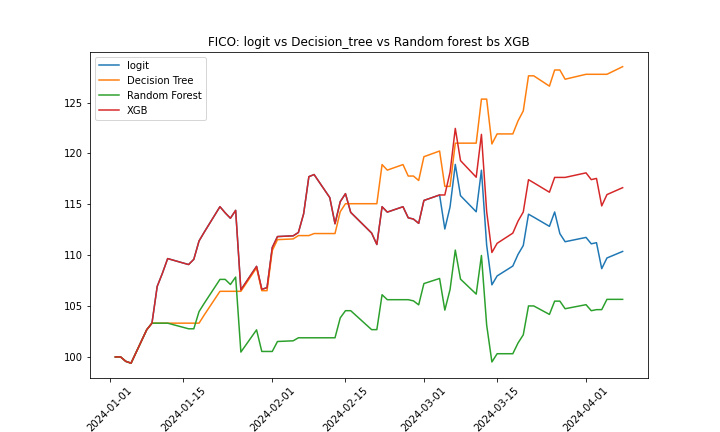 FICO: logit vs Decision_tree vs Random forest bs XGB
logit
Decision Tree
Random Forest
XGB
125
120
115
110
105
100
2024-01-01
2024-01-15
2024-02-01
2024-02-15
2024-03-01
2024-03-15
2024-04-01